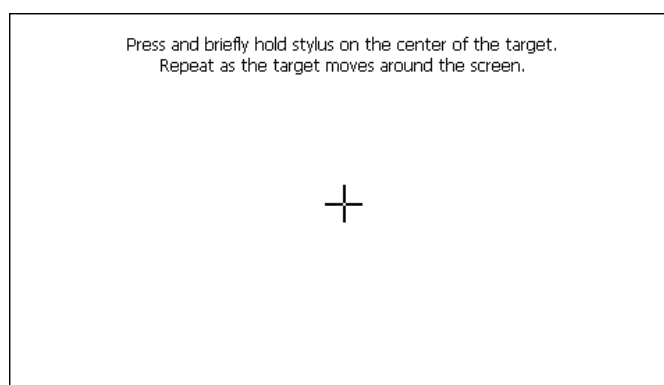 Press and briefly hold stylus on the center of the target.
Repeat as the target moves around the screen.